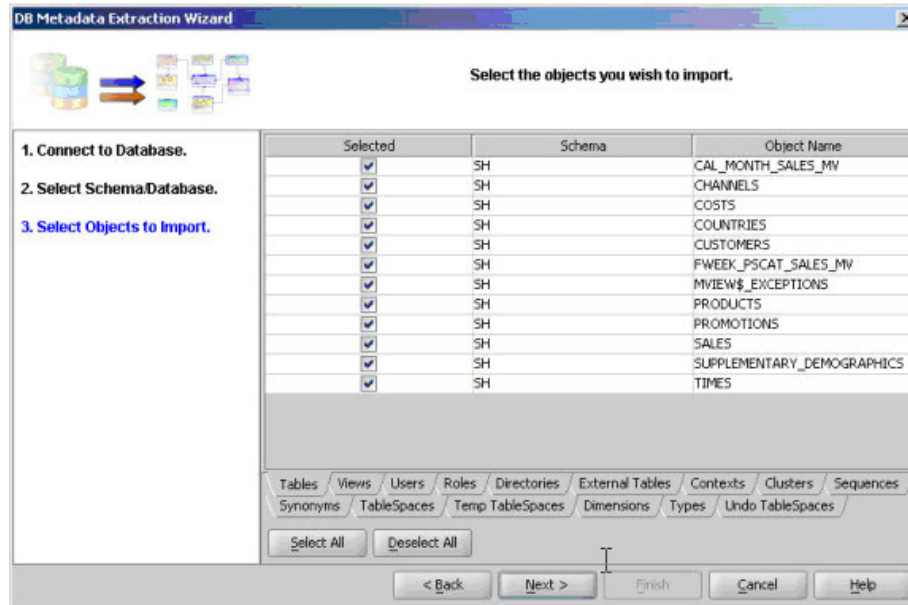 DB Metadata Extraction Wizard
Select the objects you wish to import.
1. Connect to Database.
2. Select Schema/Database.
3. Select Objects to Import.
Selected Schema Object Name
SH CAL_MONTH_SALES_MV
SH CHANNELS
SH COSTS
SH COUNTRIES
SH CUSTOMERS
SH FWEEK_PSCAT_SALES_MV
SH MVIEW$_EXCEPTIONS
SH PRODUCTS
SH PROMOTIONS
SH SALES
SH SUPPLEMENTARY_DEMOGRAPHICS
SH TIMES
Tables Views Users Roles Directories External Tables Contexts Clusters Sequences
Synonyms TableSpaces Temp TableSpaces Dimensions Types Undo TableSpaces
Select All Deselect All
< Back Next > Finish Cancel Help